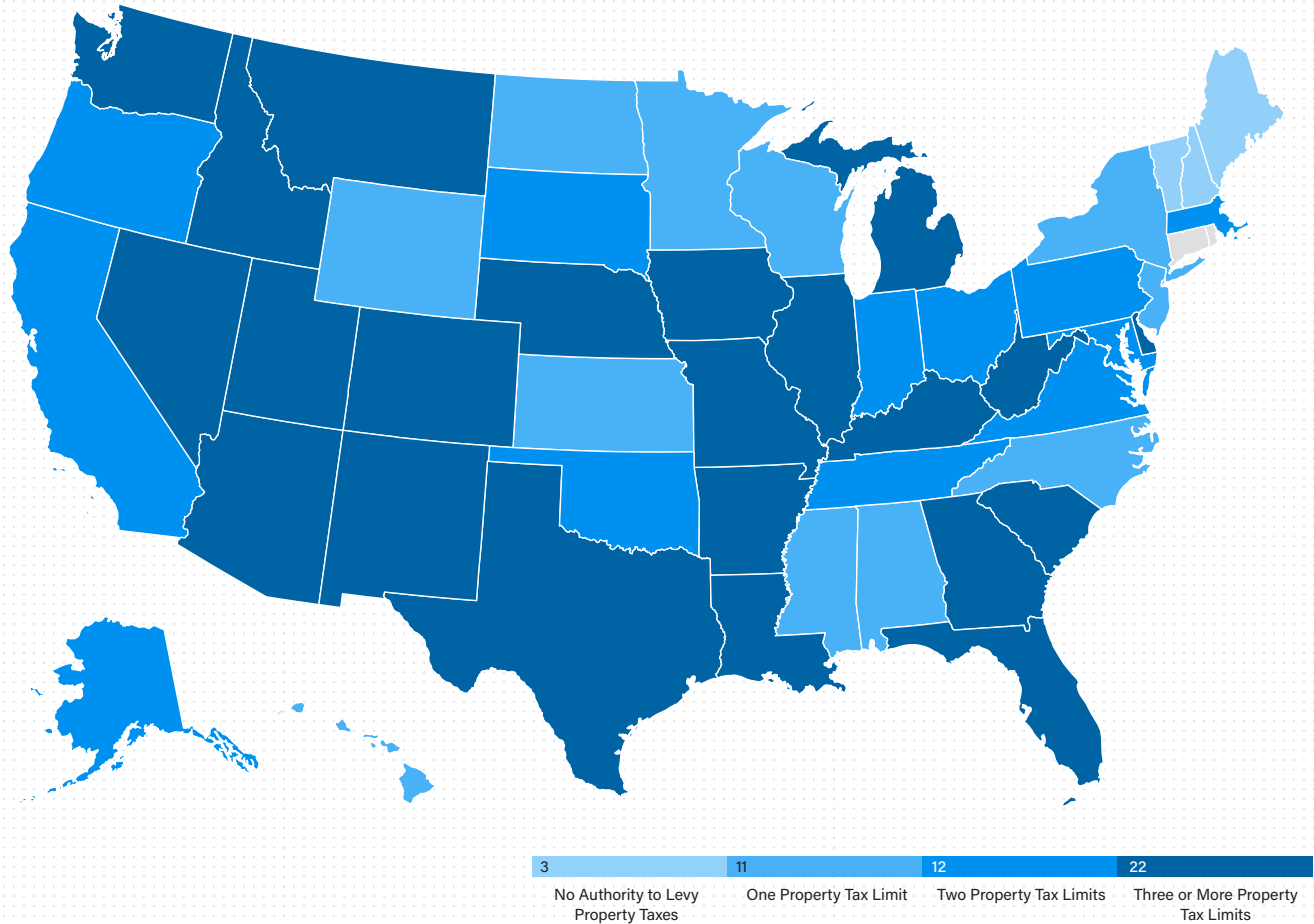 3 11 12 22
No Authority to Levy One Property Tax Limit Two Property Tax Limits Three or More Property
Property Taxes Tax Limits